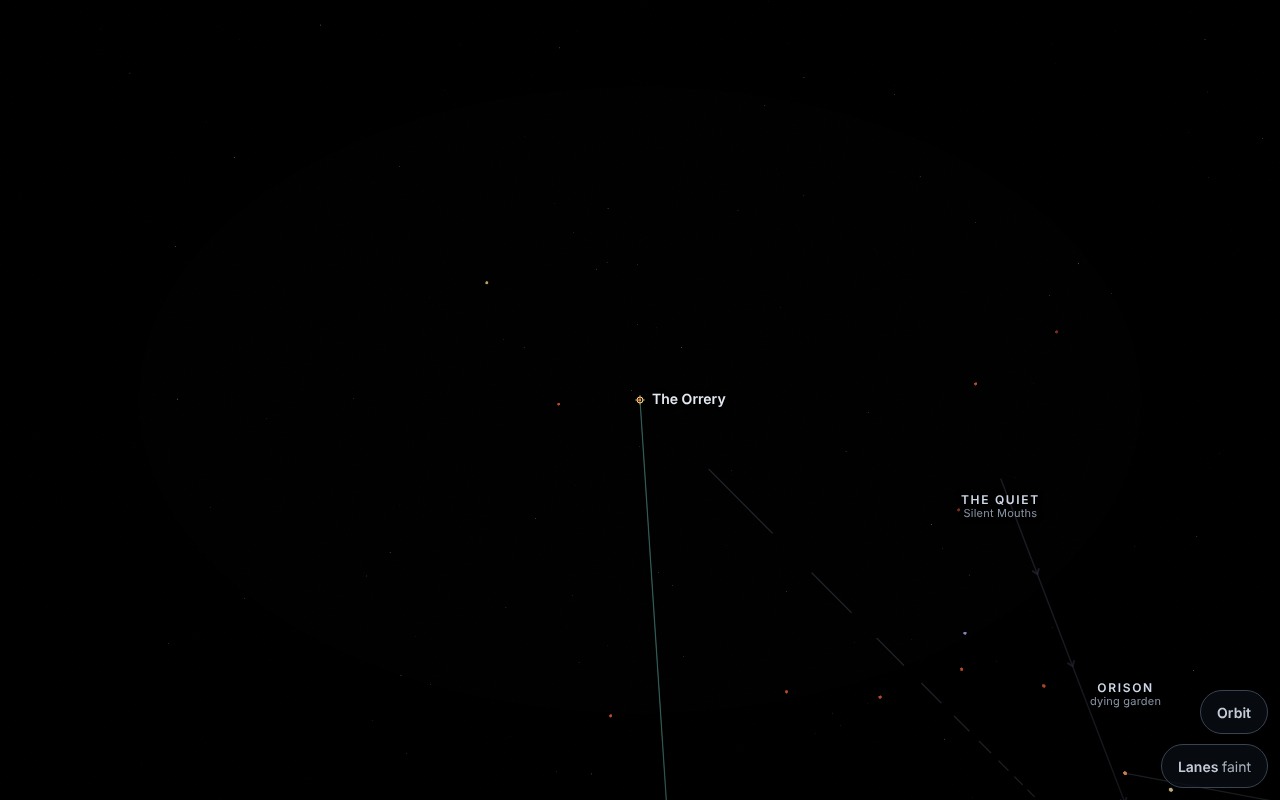 The Orrery
THE QUIET
Silent Mouths
ORISON
dying garden
Orbit
Lanes faint